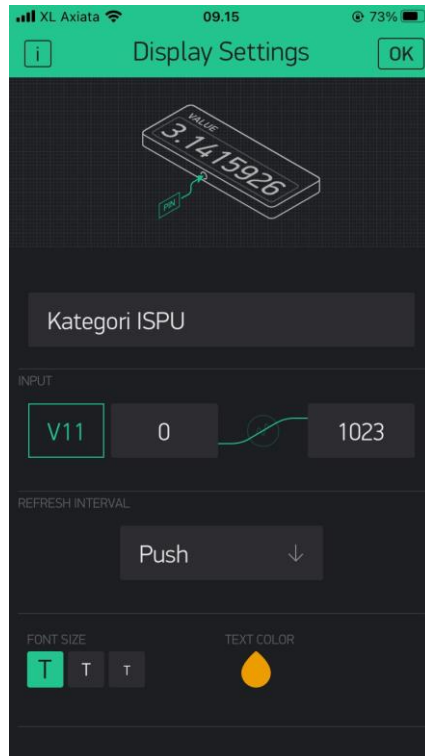 XL Axiata 09.15 73%
i Display Settings OK
VALUE
3.1415926
PIN
Kategori ISPU
INPUT
V11 0 1023
REFRESH INTERVAL
Push
FONT SIZE TEXT COLOR
T T T